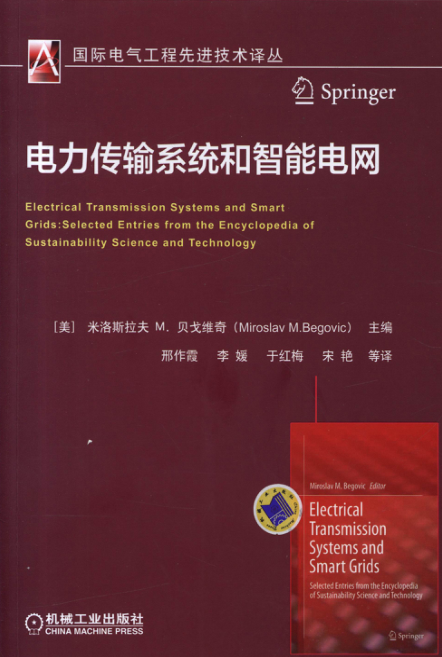 国际电气工程先进技术译丛
Springer
电力传输系统和智能电网
Electrical Transmission Systems and Smart
Grids:Selected Entries from the Encyclopedia of
Sustainability Science and Technology
[美] 米洛斯拉夫 M. 贝戈维奇(Miroslav M.Begovic) 主编
邢作霞 李 媛 于红梅 宋 艳 等译
Miroslav M. Begovic Editor
Electrical
Transmission
Systems and
Smart Grids
Selected Entries from the Encyclopedia
of Sustainability Science and Technology
Springer
机械工业出版社
CHINA MACHINE PRESS